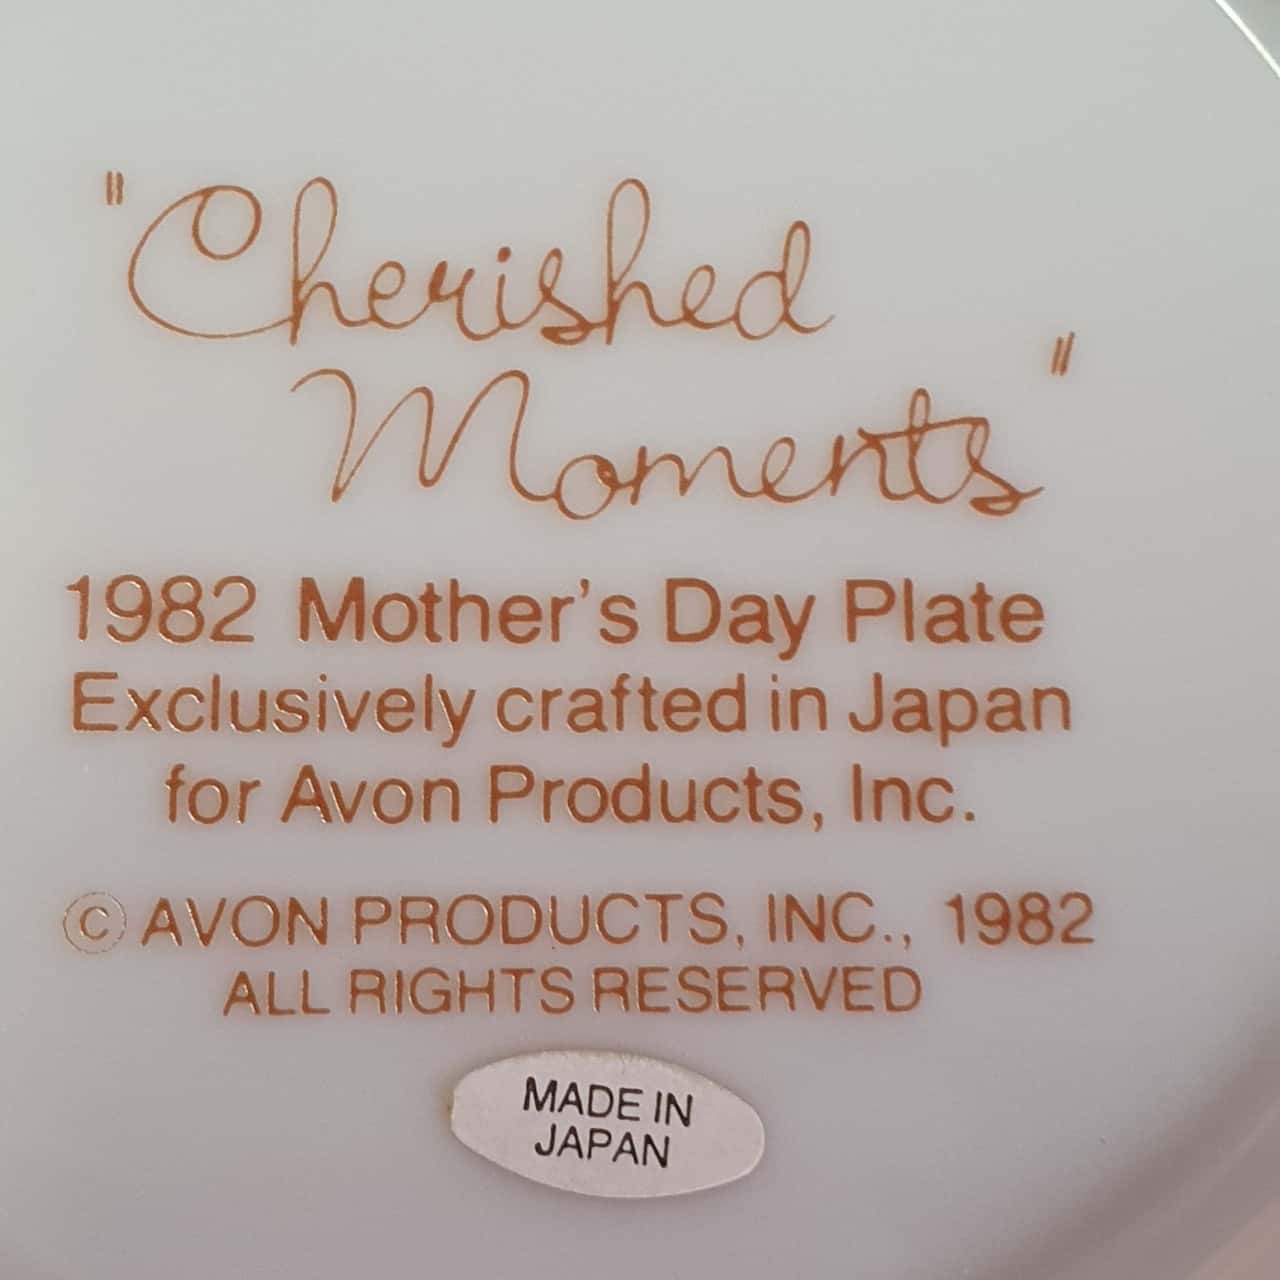 "Cherished
Moments"
1982 Mother's Day Plate
Exclusively crafted in Japan
for Avon Products, Inc.
© AVON PRODUCTS, INC., 1982
ALL RIGHTS RESERVED
MADE IN
JAPAN